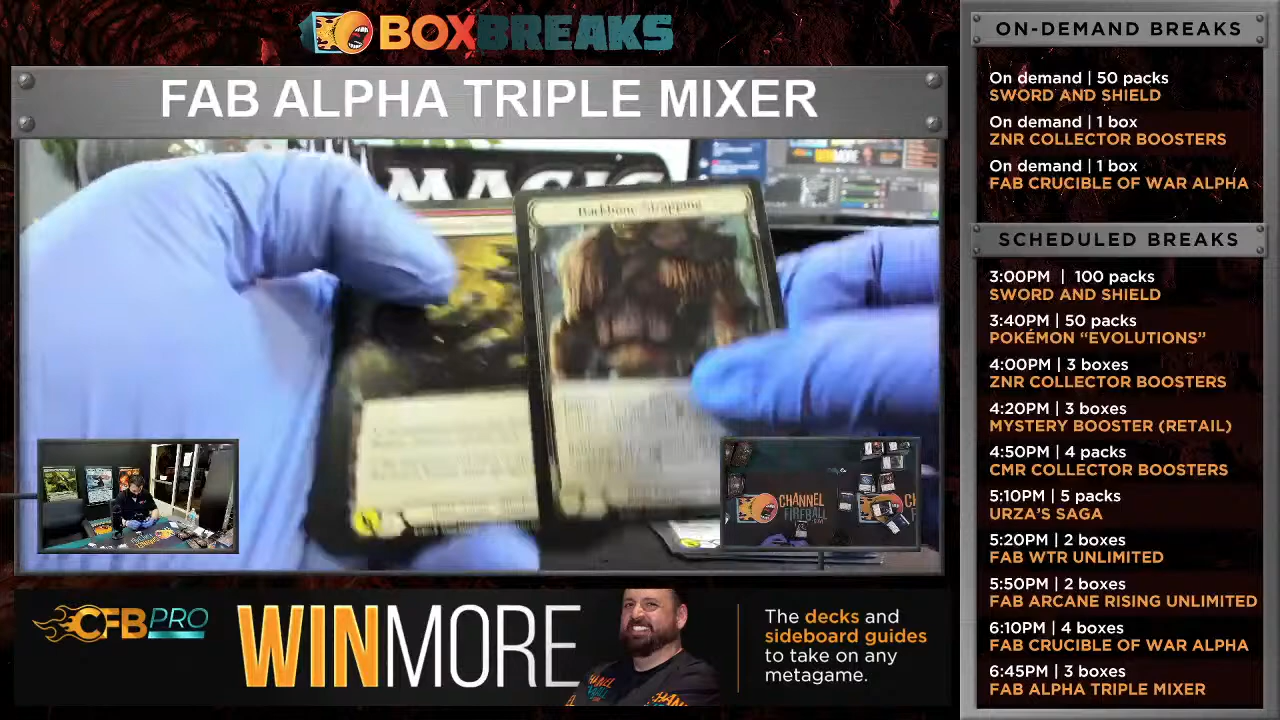 BOXBREAKS
FAB ALPHA TRIPLE MIXER
MAGIC
CHANNEL
FIREBALL
CFBPRO
WINMORE
The decks and
sideboard guides
to take on any
metagame.
ON-DEMAND BREAKS
On demand | 50 packs
SWORD AND SHIELD
On demand | 1 box
ZNR COLLECTOR BOOSTERS
On demand | 1 box
FAB CRUCIBLE OF WAR ALPHA
SCHEDULED BREAKS
3:00PM | 100 packs
SWORD AND SHIELD
3:40PM | 50 packs
POKÉMON “EVOLUTIONS”
4:00PM | 3 boxes
ZNR COLLECTOR BOOSTERS
4:20PM | 3 boxes
MYSTERY BOOSTER (RETAIL)
4:50PM | 4 packs
CMR COLLECTOR BOOSTERS
5:10PM | 5 packs
URZA’S SAGA
5:20PM | 2 boxes
FAB WTR UNLIMITED
5:50PM | 2 boxes
FAB ARCANE RISING UNLIMITED
6:10PM | 4 boxes
FAB CRUCIBLE OF WAR ALPHA
6:45PM | 3 boxes
FAB ALPHA TRIPLE MIXER